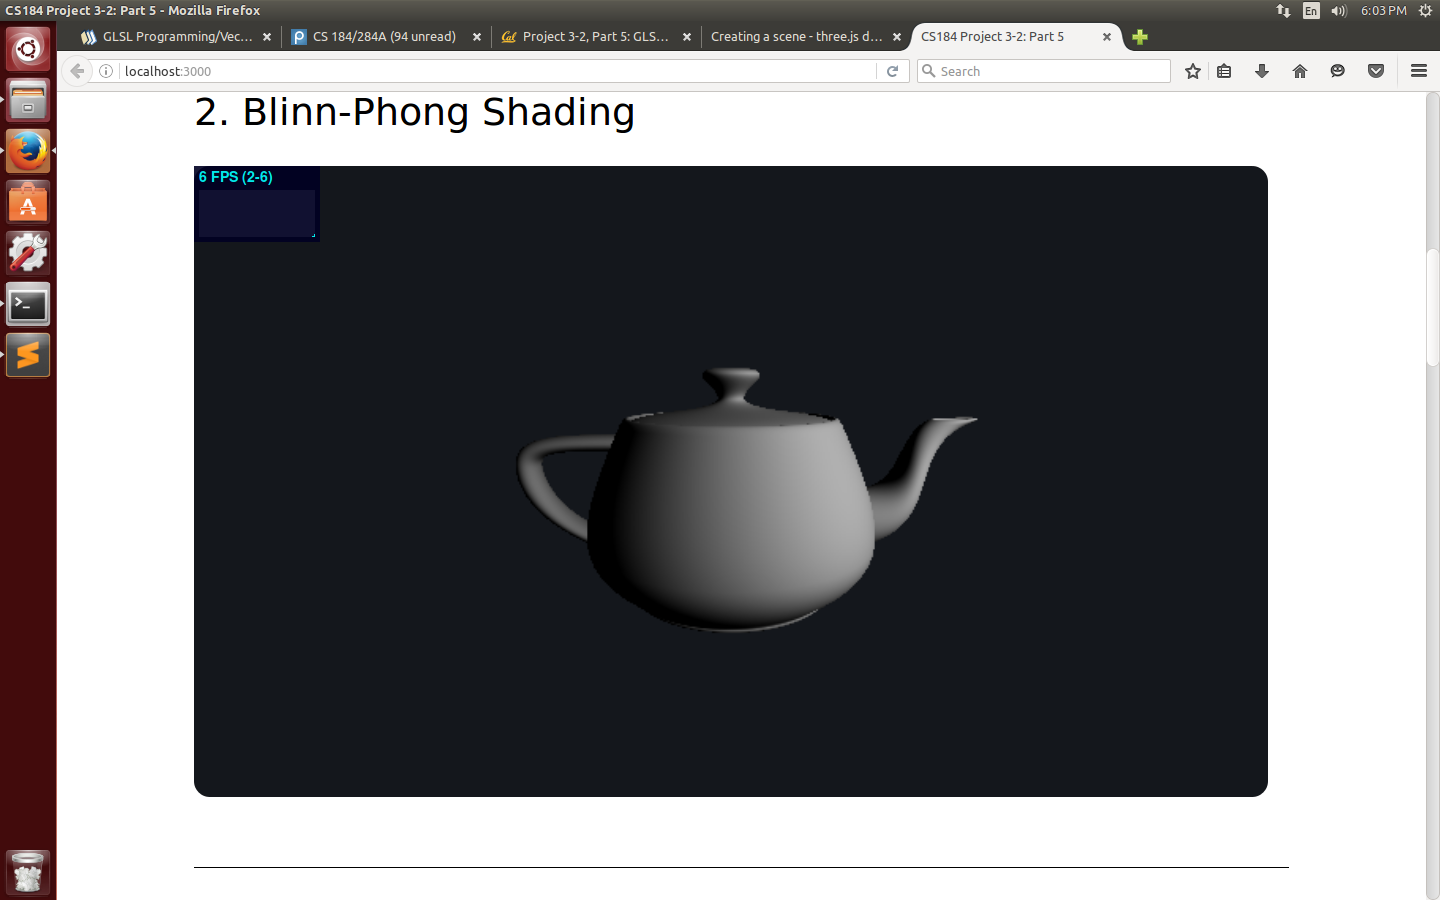 CS184 Project 3-2: Part 5 - Mozilla Firefox
En
6:03 PM
GLSL Programming/Vec...
CS 184/284A (94 unread)
Cal
Project 3-2, Part 5: GLS...
Creating a scene - three.js d...
CS184 Project 3-2: Part 5
localhost:3000
Search
2. Blinn-Phong Shading
6 FPS (2-6)